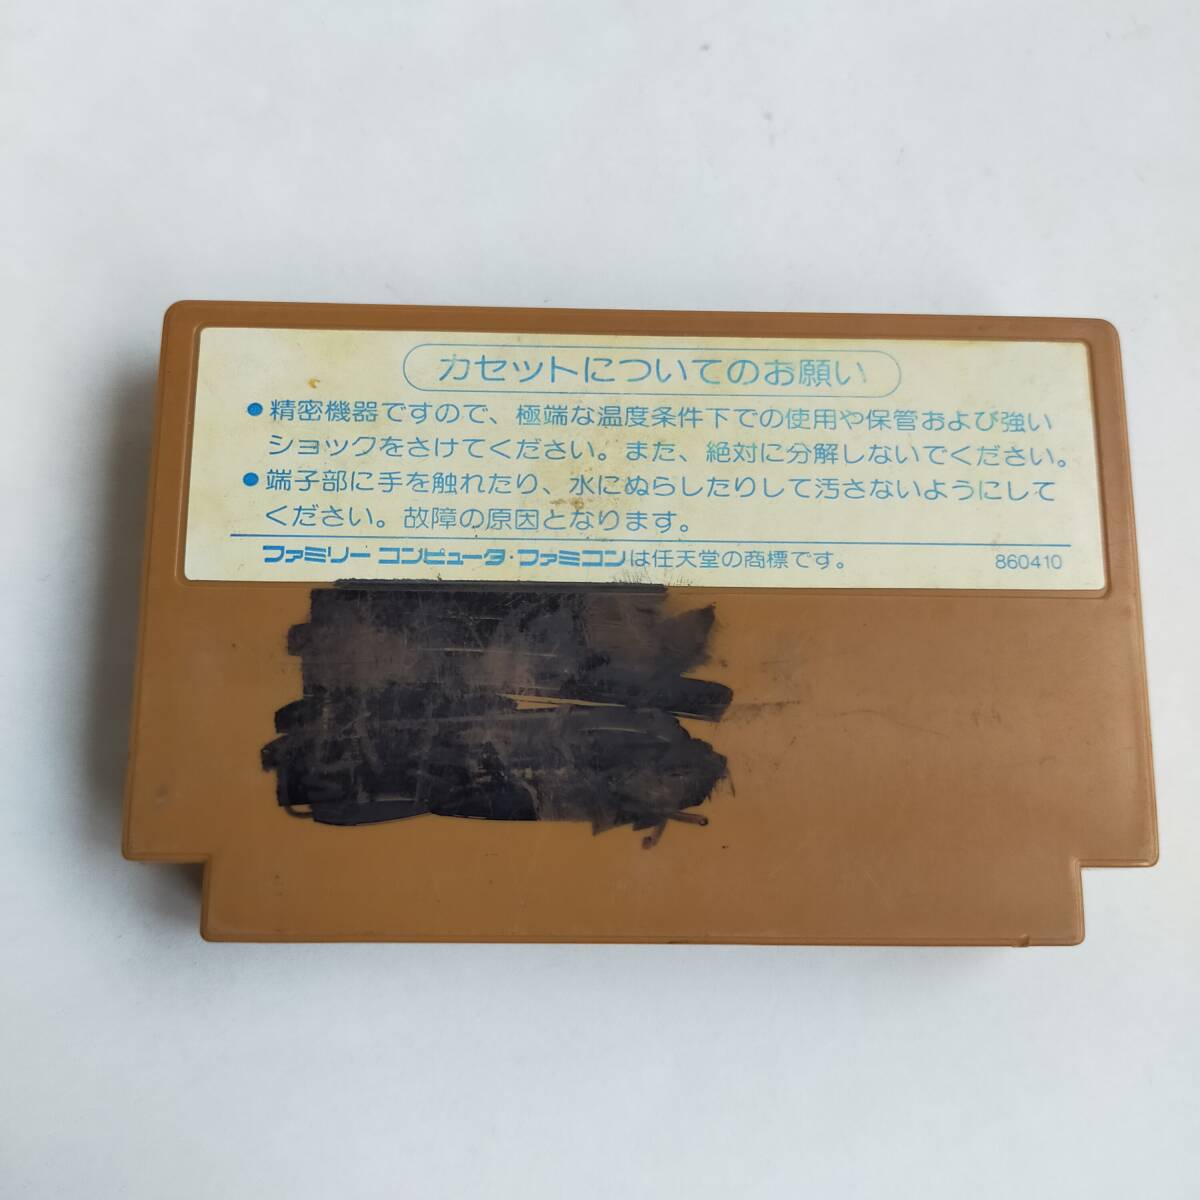 カセットについてのお願い
●精密機器ですので、極端な温度条件下での使用や保管および強い
ショックをさけてください。また、絶対に分解しないでください。
●端子部に手を触れたり、水にぬらしたりして汚さないようにして
ください。故障の原因となります。
ファミリーコンピュータ・ファミコンは任天堂の商標です。 860410